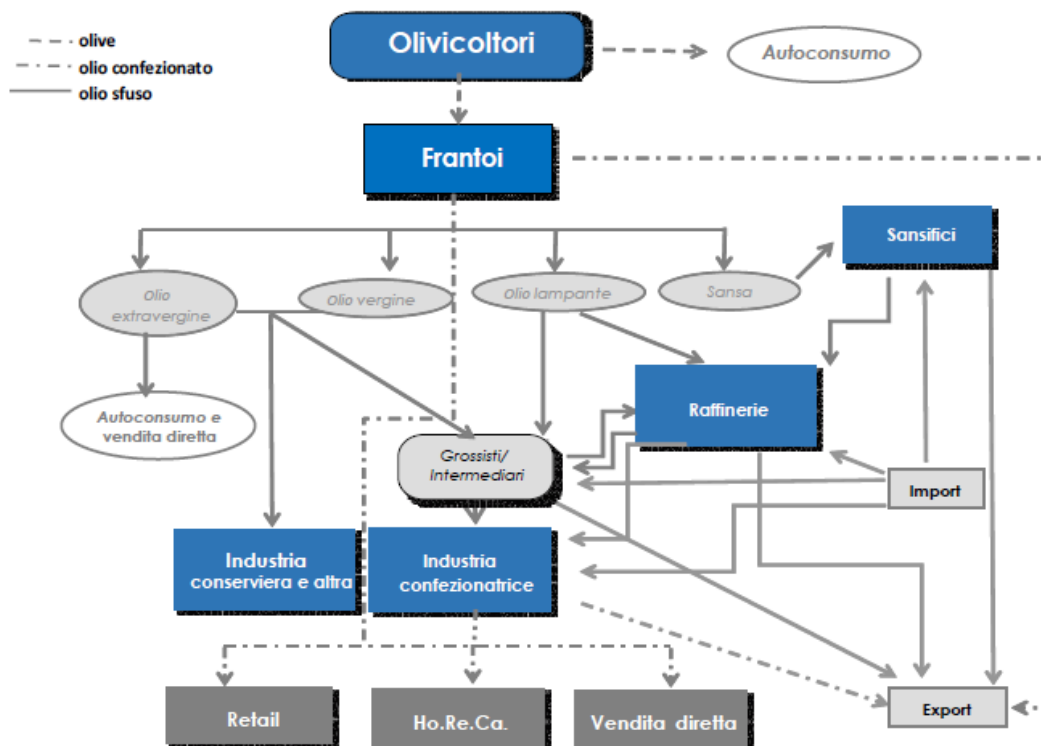 olive
olio confezionato
olio sfuso
Olivicoltori
Autoconsumo
Frantoi
Sansifici
Olio
extravergine
Olio vergine
Olio lampante
Sansa
Autoconsumo e
vendita diretta
Raffinerie
Grossisti/
Intermediari
Import
Industria
conserviera e altra
Industria
confezionatrice
Retail
Ho.Re.Ca.
Vendita diretta
Export